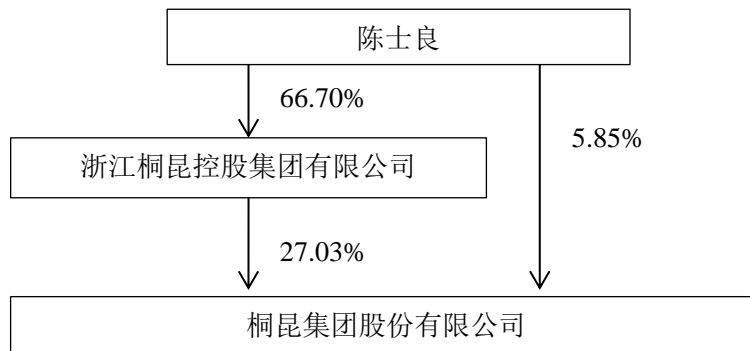 陈士良
66.70%
5.85%
浙江桐昆控股集团有限公司
27.03%
桐昆集团股份有限公司